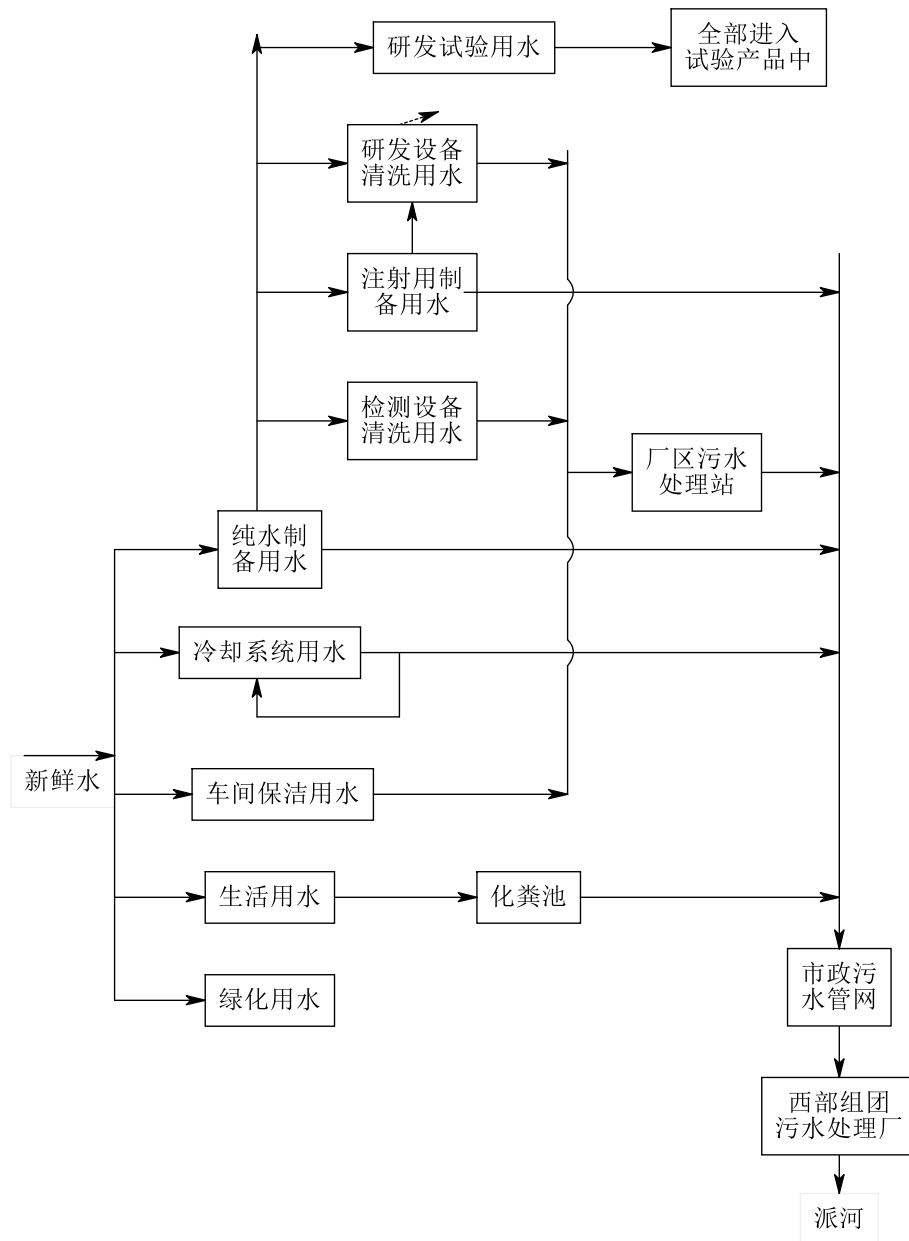 研发试验用水
全部进入
试验产品中
研发设备
清洗用水
注射用制
备用水
检测设备
清洗用水
厂区污水
处理站
纯水制
备用水
冷却系统用水
新鲜水
车间保洁用水
生活用水
化粪池
绿化用水
市政污
水管网
西部组团
污水处理厂
派河